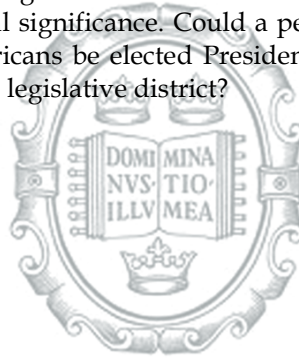 l significance. Could a pe
ricans be elected Presiden
legislative district?
DOMI MINA
NVS· TIO·
ILLV MEA